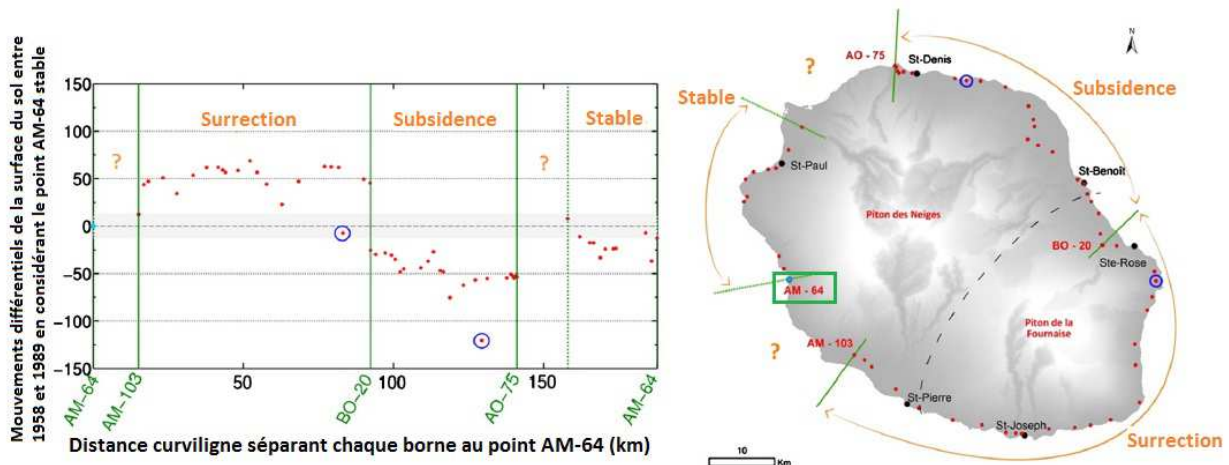 Mouvements différentiels de la surface du sol entre
1958 et 1989 en considérant le point AM-64 stable
150
100
50
0
-50
-100
-150
?
Surrection
Subsidence
?
Stable
AM-64
AM-103
50
BO-20
100
AO-75
150
AM-64
Distance curviligne séparant chaque borne au point AM-64 (km)
N
AO - 75
St-Denis
?
Subsidence
Stable
St-Paul
St-Benoît
Piton des Neiges
BO - 20
Ste-Rose
AM - 64
Piton de la
Fournaise
AM - 103
?
St-Pierre
St-Joseph
Surrection
10
Km